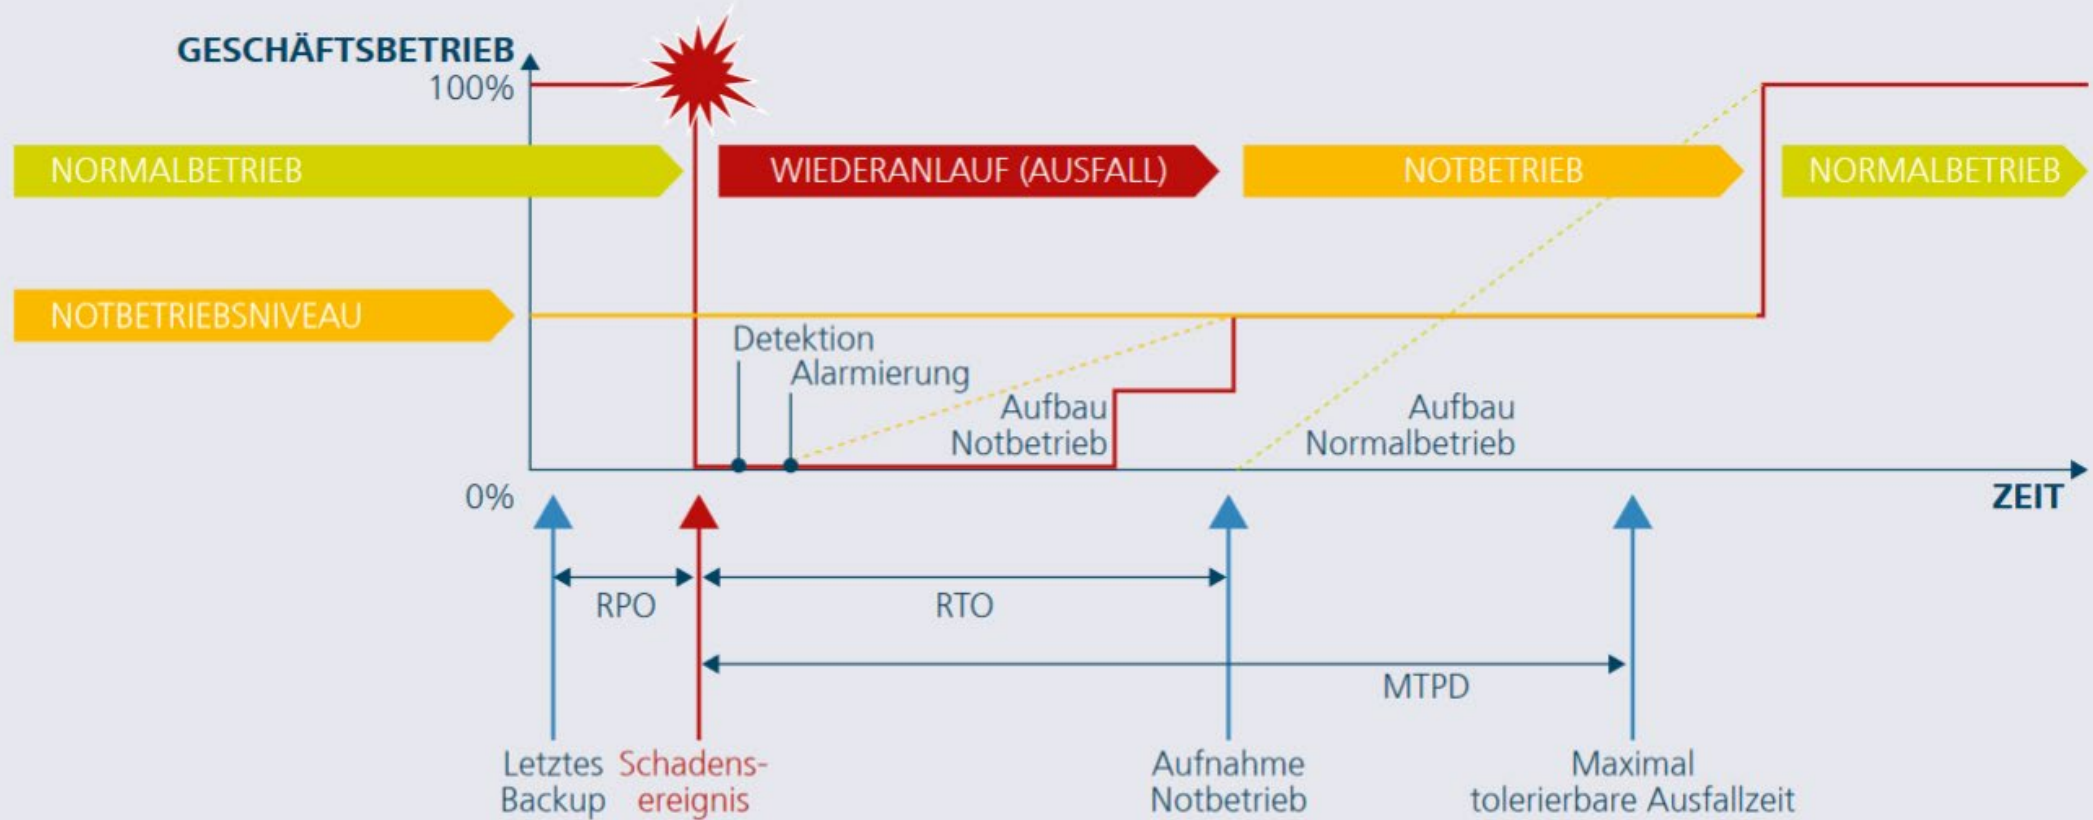 GESCHÄFTSBETRIEB
100%
NORMALBETRIEB
WIEDERANLAUF (AUSFALL)
NOTBETRIEB
NORMALBETRIEB
NOTBETRIEBSNIVEAU
Detektion
Alarmierung
Aufbau
Notbetrieb
Aufbau
Normalbetrieb
0%
ZEIT
RPO
RTO
MTPD
Letztes
Backup
Schadens-
ereignis
Aufnahme
Notbetrieb
Maximal
tolerierbare Ausfallzeit